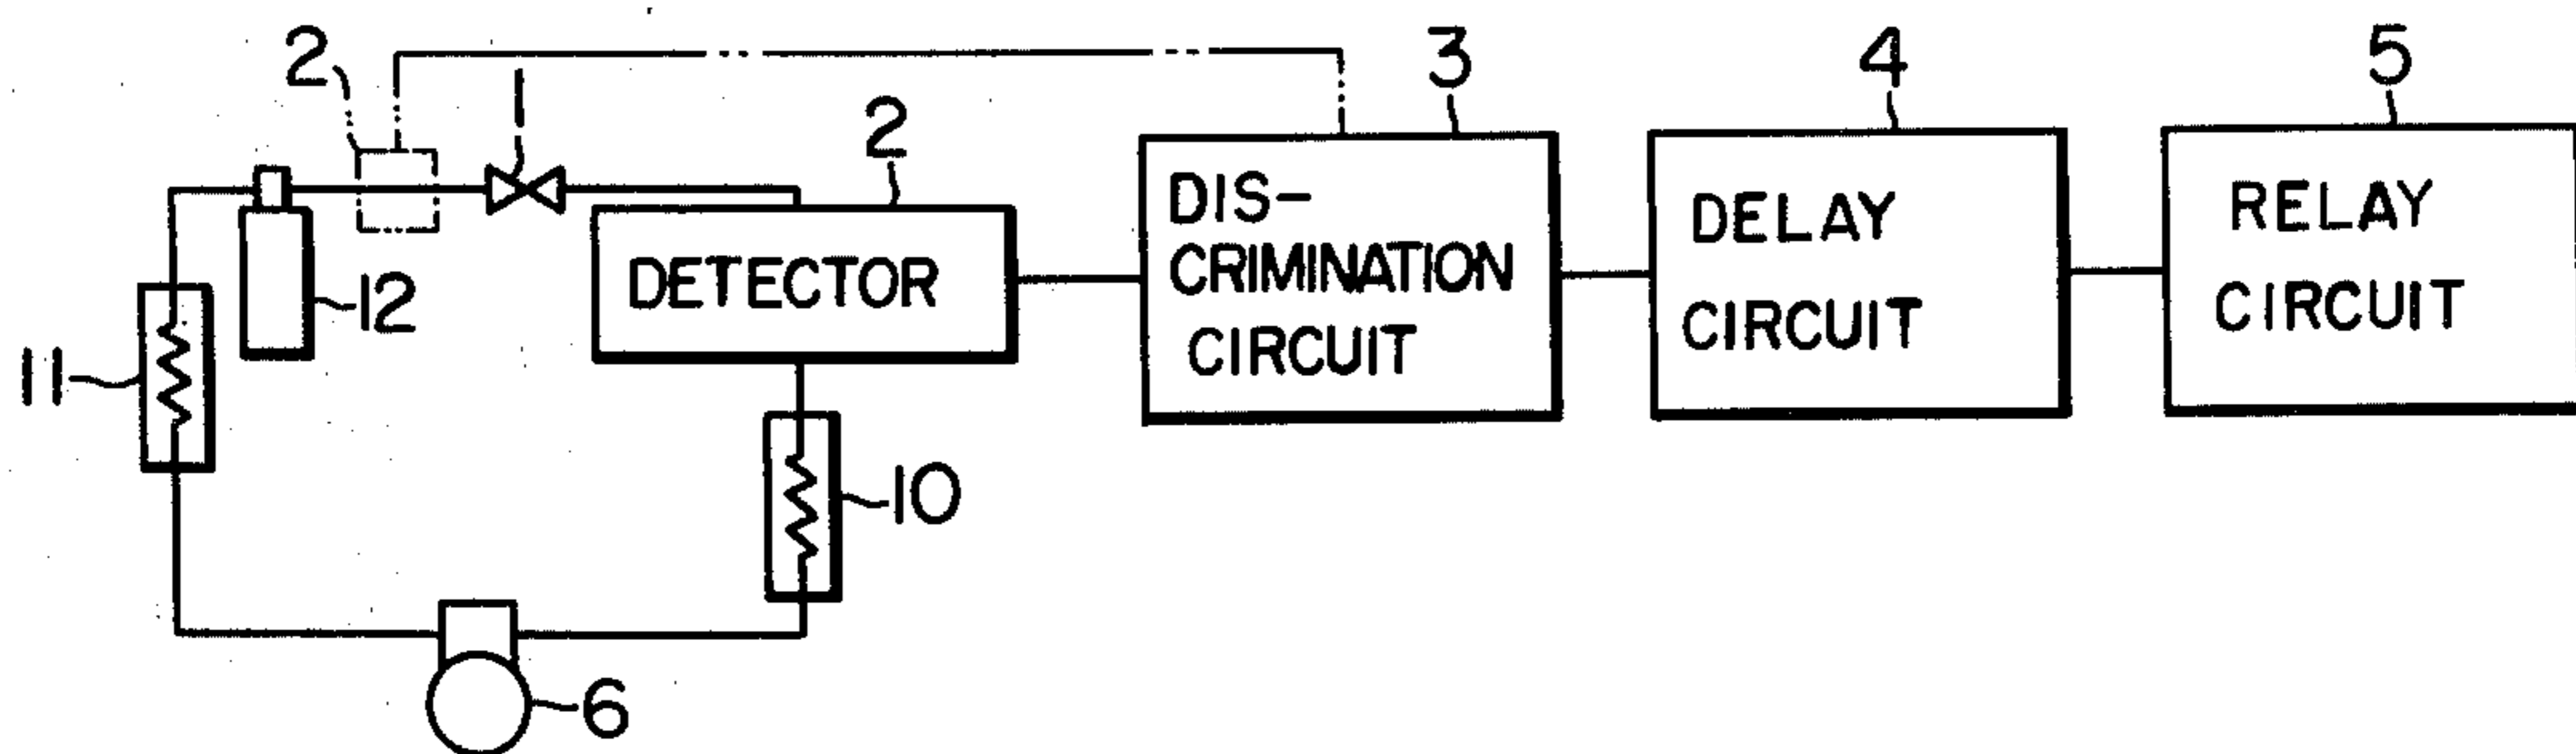 2
1
2
3
4
5
DETECTOR
DIS-
CRIMINATION
CIRCUIT
DELAY
CIRCUIT
RELAY
CIRCUIT
12
11
10
6